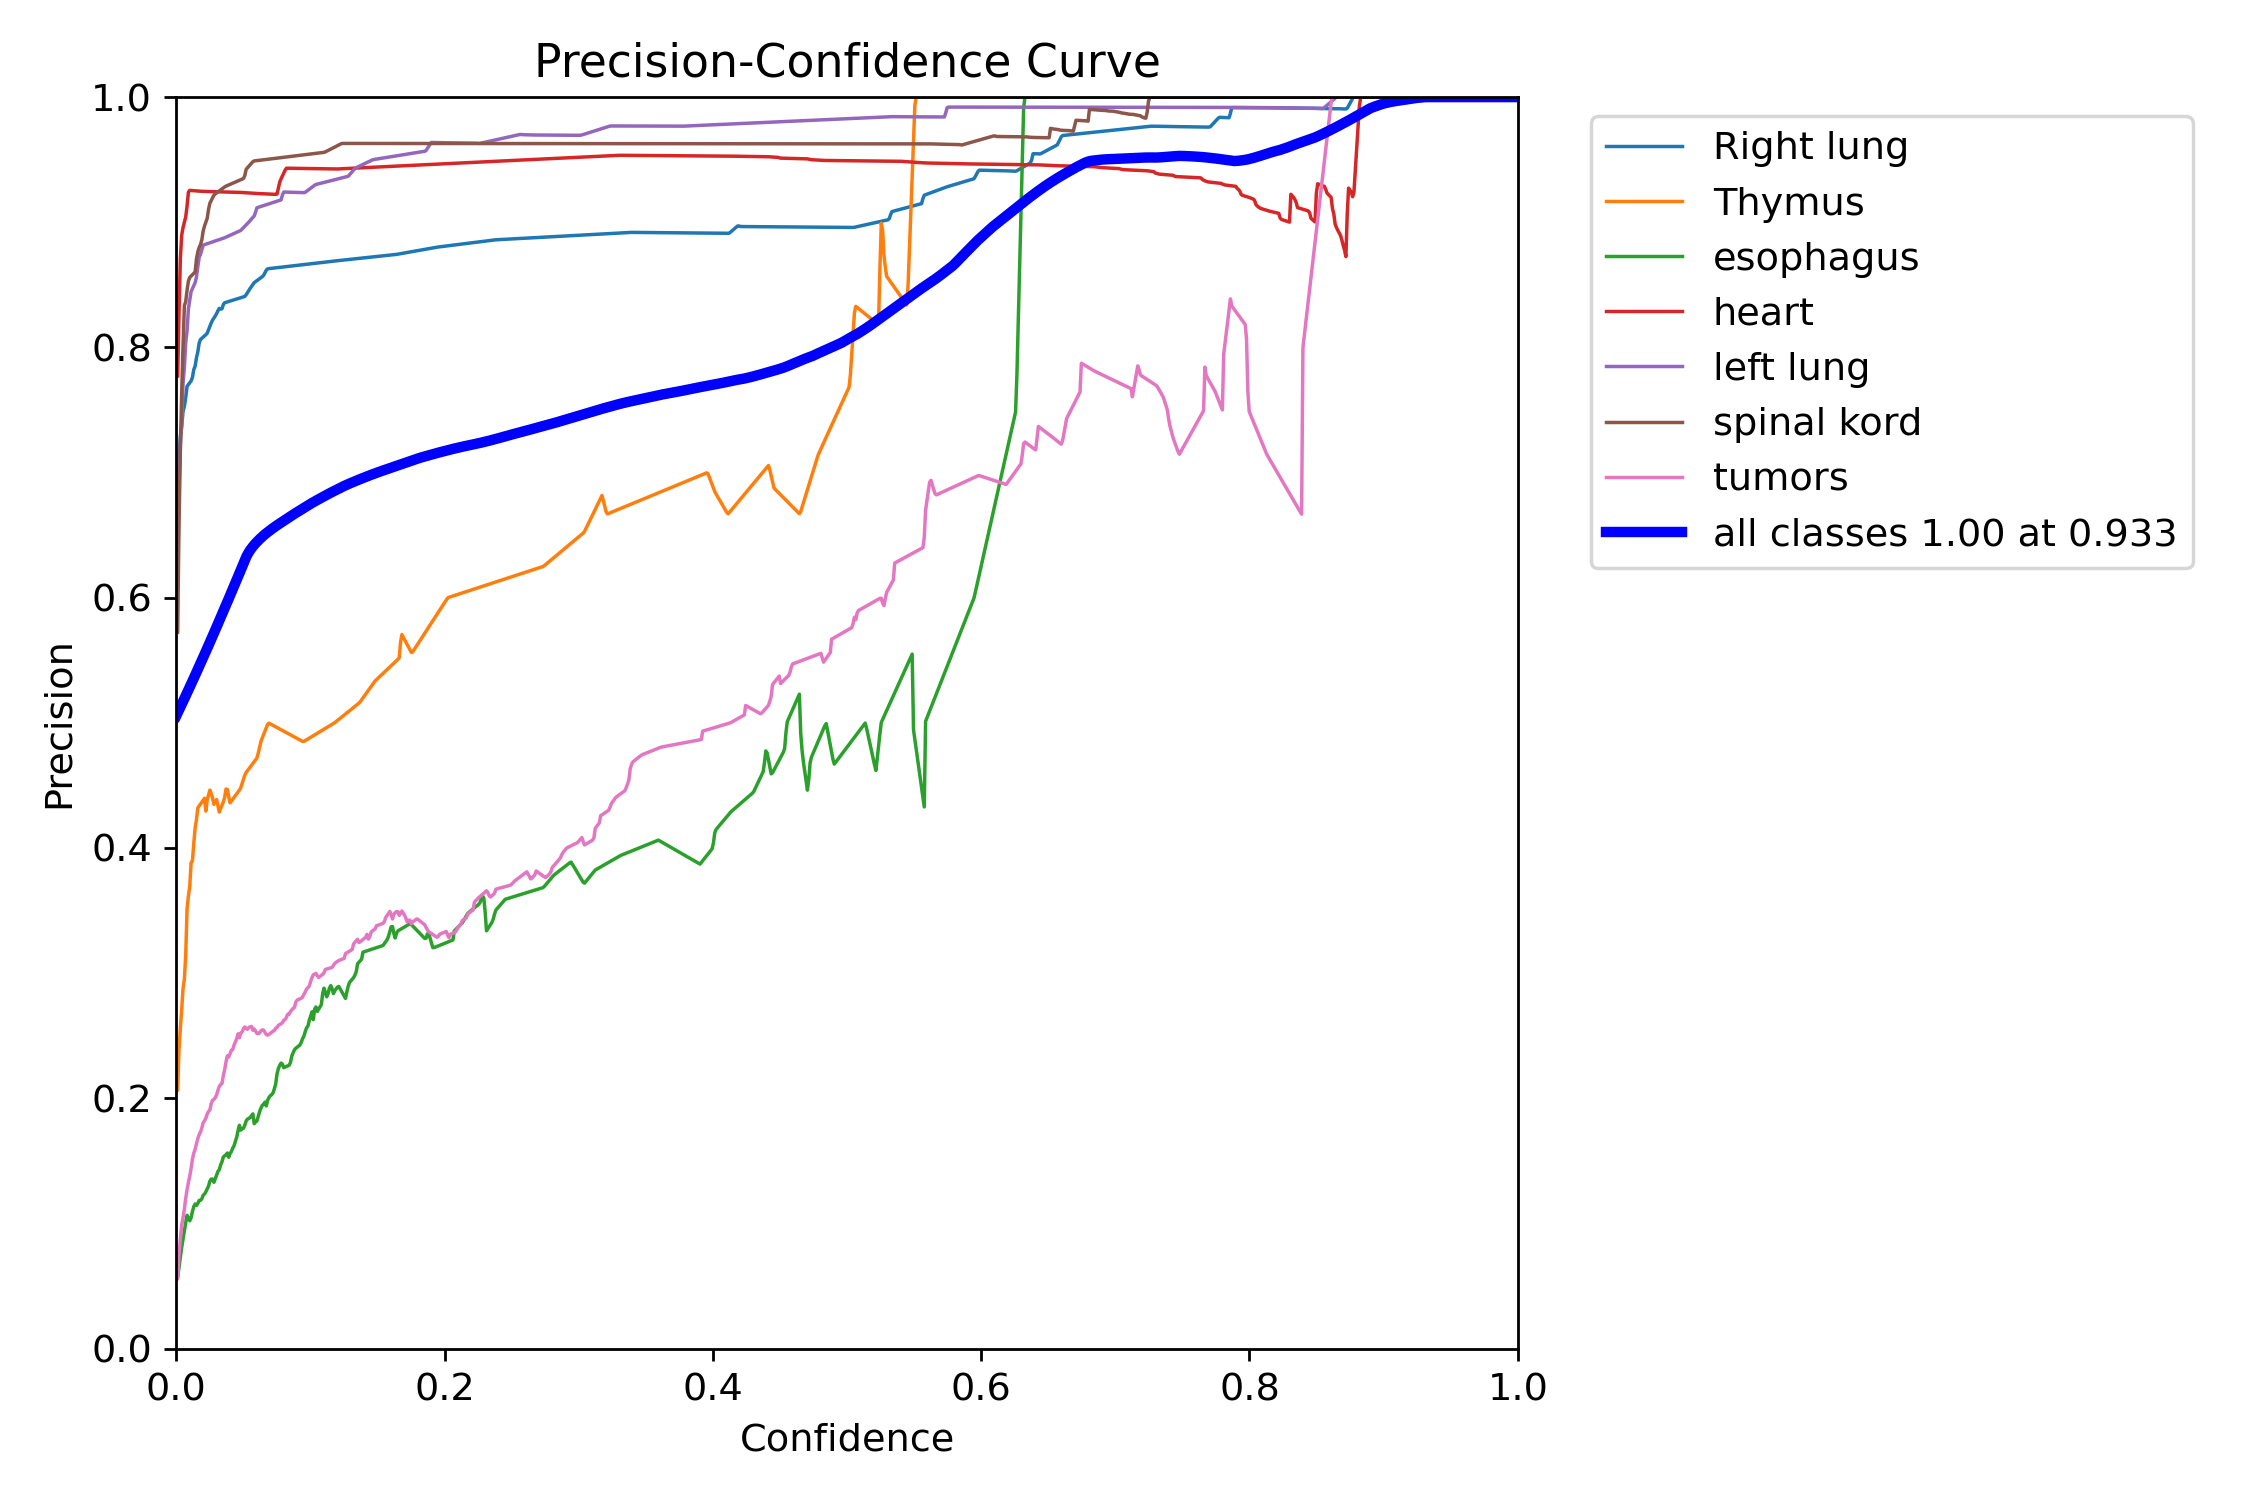 Precision-Confidence Curve
1.0
0.8
0.6
0.4
0.2
0.0
Precision
0.0 0.2 0.4 0.6 0.8 1.0
Confidence
Right lung
Thymus
esophagus
heart
left lung
spinal kord
tumors
all classes 1.00 at 0.933